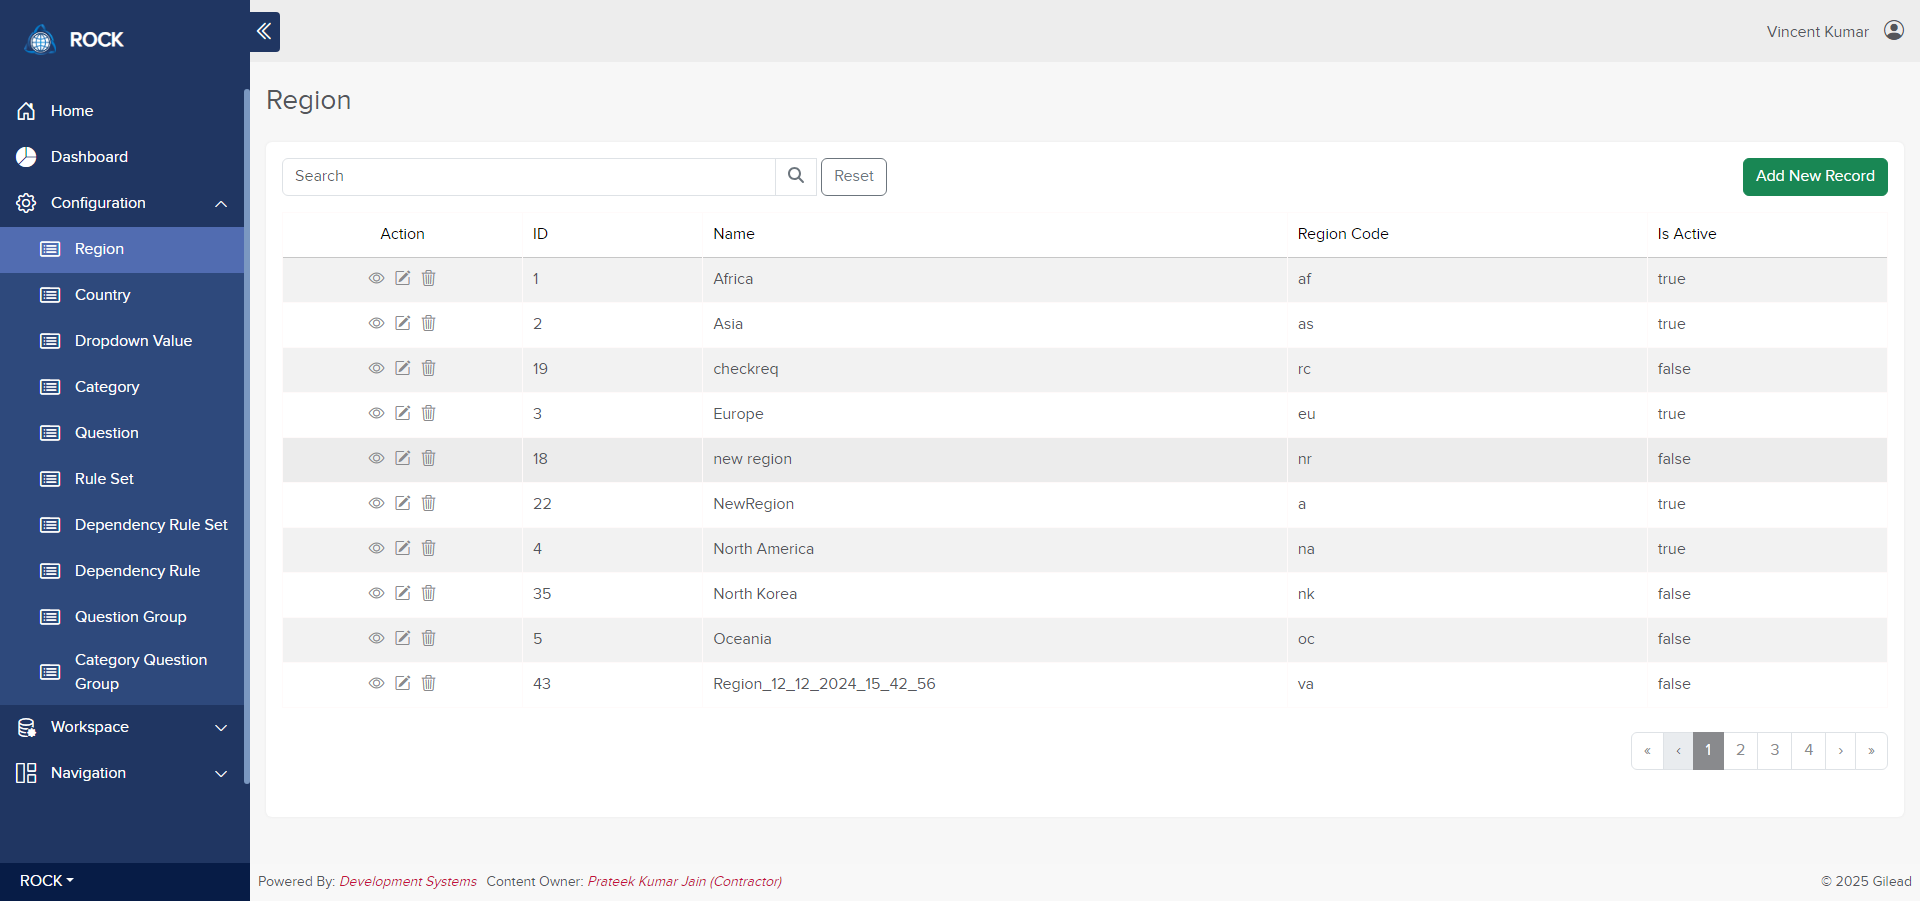 ROCK
Vincent Kumar
Home
Dashboard
Configuration
Region
Country
Dropdown Value
Category
Question
Rule Set
Dependency Rule Set
Dependency Rule
Question Group
Category Question
Group
Workspace
Navigation
ROCK
Region
Search
Reset
Add New Record
Action ID Name Region Code Is Active
1 Africa af true
2 Asia as true
19 checkreq rc false
3 Europe eu true
18 new region nr false
22 NewRegion a true
4 North America na true
35 North Korea nk false
5 Oceania oc false
43 Region_12_12_2024_15_42_56 va false
« ‹ 1 2 3 4 › »
Powered By: Development Systems Content Owner: Prateek Kumar Jain (Contractor)
© 2025 Gilead